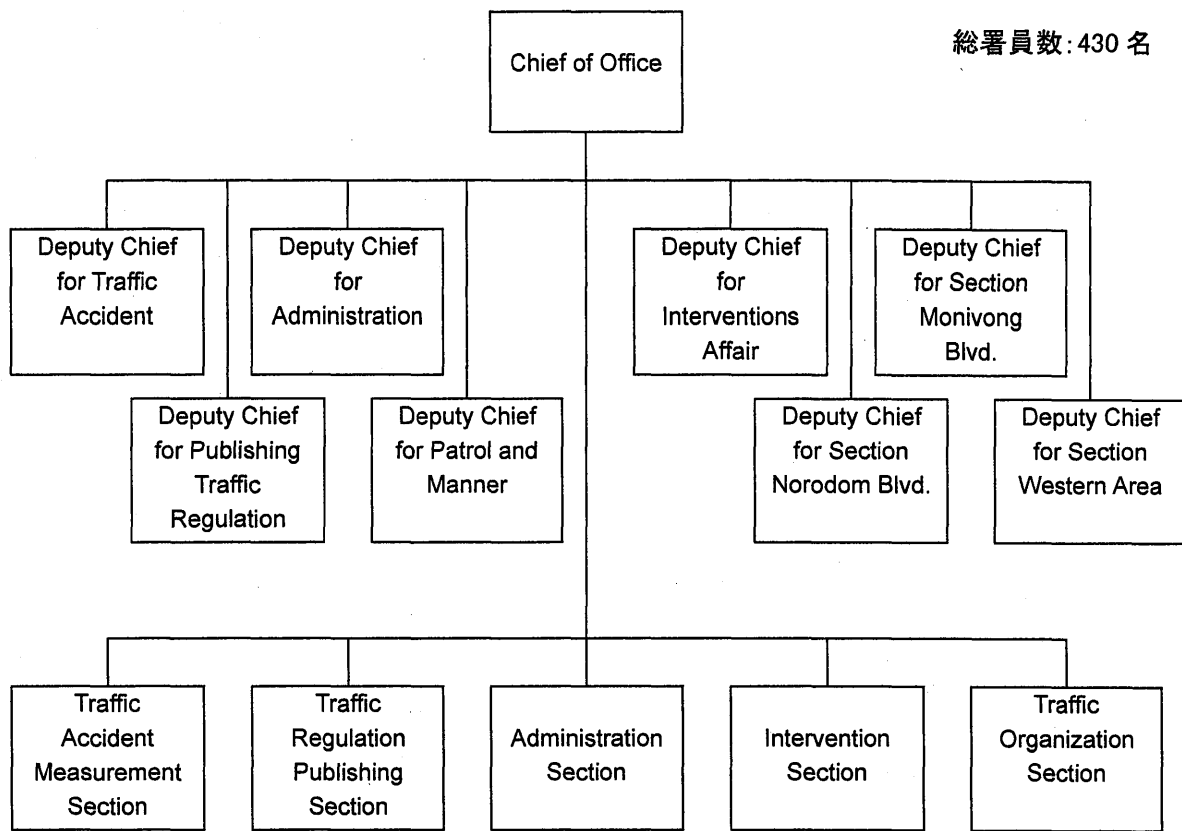 総署員数：430 名
Chief of Office
Deputy Chief
for Traffic
Accident
Deputy Chief
for
Administration
Deputy Chief
for
Interventions
Affair
Deputy Chief
for Section
Monivong
Blvd.
Deputy Chief
for Publishing
Traffic
Regulation
Deputy Chief
for Patrol and
Manner
Deputy Chief
for Section
Norodom Blvd.
Deputy Chief
for Section
Western Area
Traffic
Accident
Measurement
Section
Traffic
Regulation
Publishing
Section
Administration
Section
Intervention
Section
Traffic
Organization
Section